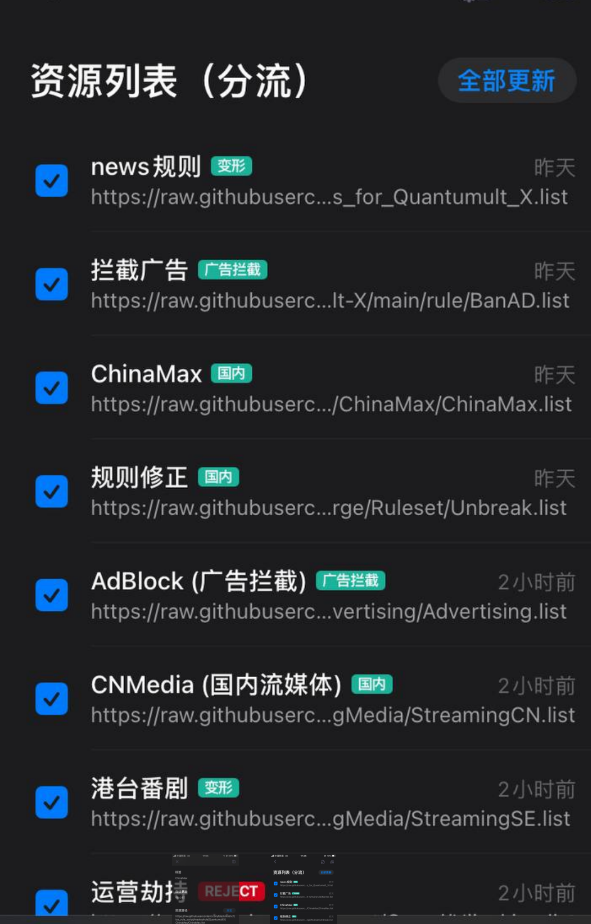 资源列表（分流）
全部更新
news规则 变形 昨天
https://raw.githubuserc...s_for_Quantumult_X.list
拦截广告 广告拦截 昨天
https://raw.githubuserc...lt-X/main/rule/BanAD.list
ChinaMax 国内 昨天
https://raw.githubuserc.../ChinaMax/ChinaMax.list
规则修正 国内 昨天
https://raw.githubuserc...rge/Ruleset/Unbreak.list
AdBlock (广告拦截) 广告拦截 2小时前
https://raw.githubuserc...vertising/Advertising.list
CNMedia (国内流媒体) 国内 2小时前
https://raw.githubuserc...gMedia/StreamingCN.list
港台番剧 变形 2小时前
https://raw.githubuserc...gMedia/StreamingSE.list
运营劫持 REJECT 2小时前
资源列表（分流）